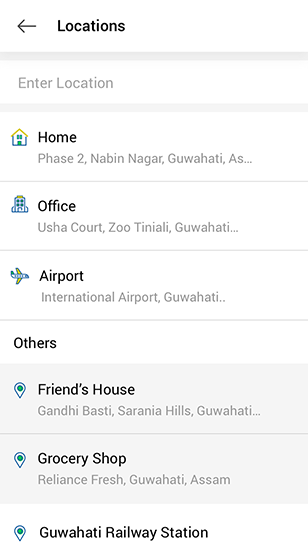 Locations
Enter Location
Home
Phase 2, Nabin Nagar, Guwahati, As...
Office
Usha Court, Zoo Tiniali, Guwahati...
Airport
International Airport, Guwahati..
Others
Friend’s House
Gandhi Basti, Sarania Hills, Guwahati...
Grocery Shop
Reliance Fresh, Guwahati, Assam
Guwahati Railway Station